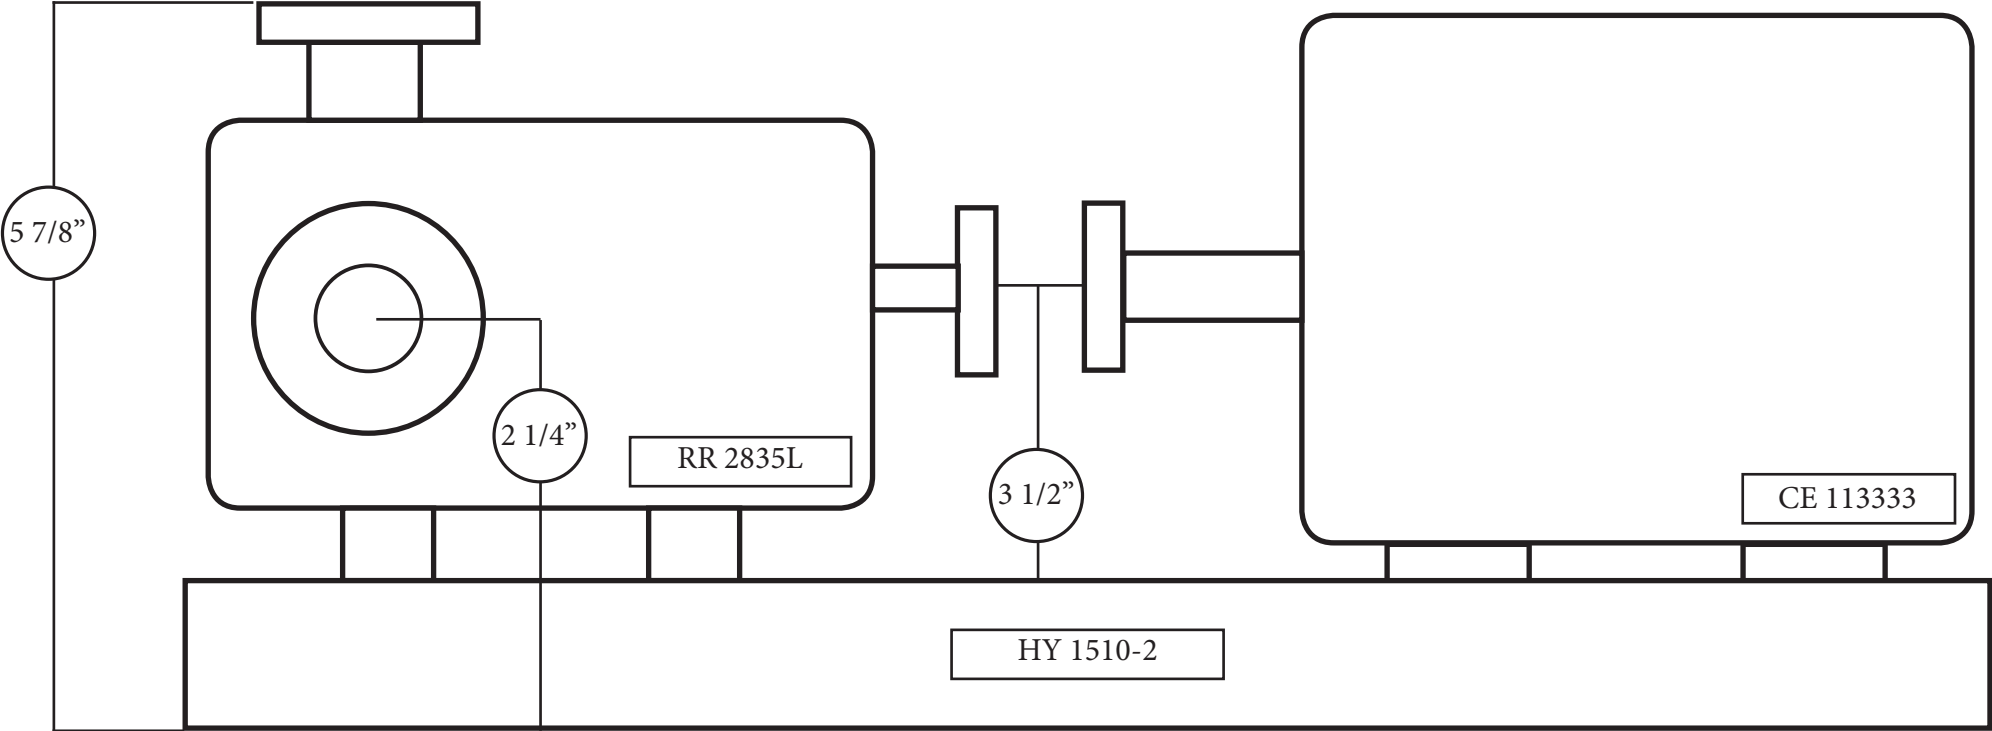 5 7/8”
2 1/4”
RR 2835L
3 1/2”
CE 113333
HY 1510-2